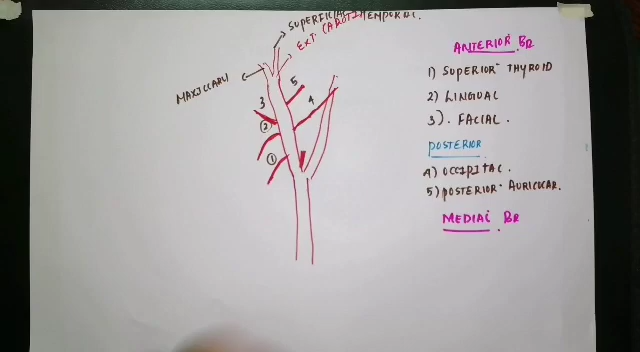 SUPERFICIAL TEMPORAL.
EXT. CAROTID
MAXILLARY
5
3
4
2
1
ANTERIOR BR
1) SUPERIOR THYROID
2) LINGUAL
3). FACIAL.
POSTERIOR
4) OCCIPITAL.
5) POSTERIOR AURICULAR.
MEDIAL BR